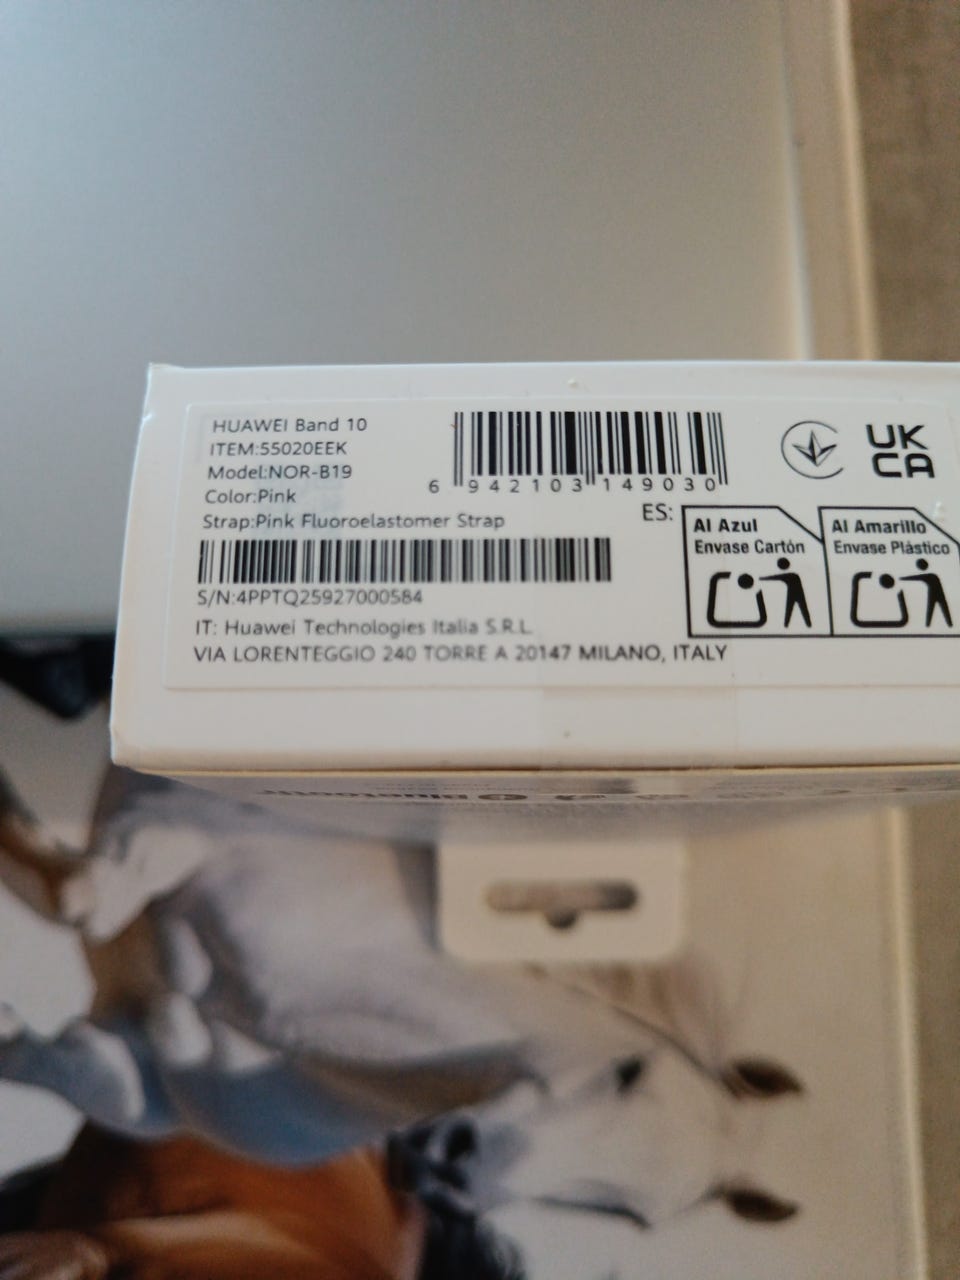 HUAWEI Band 10
ITEM:55020EEK
Model:NOR-B19
Color:Pink
Strap:Pink Fluoroelastomer Strap
S/N:4PPTQ25927000584
IT: Huawei Technologies Italia S.R.L.
VIA LORENTEGGIO 240 TORRE A 20147 MILANO, ITALY
6 942103 149030
UK
CA
ES:
Al Azul
Envase Cartón
Al Amarillo
Envase Plástico
Bluetooth